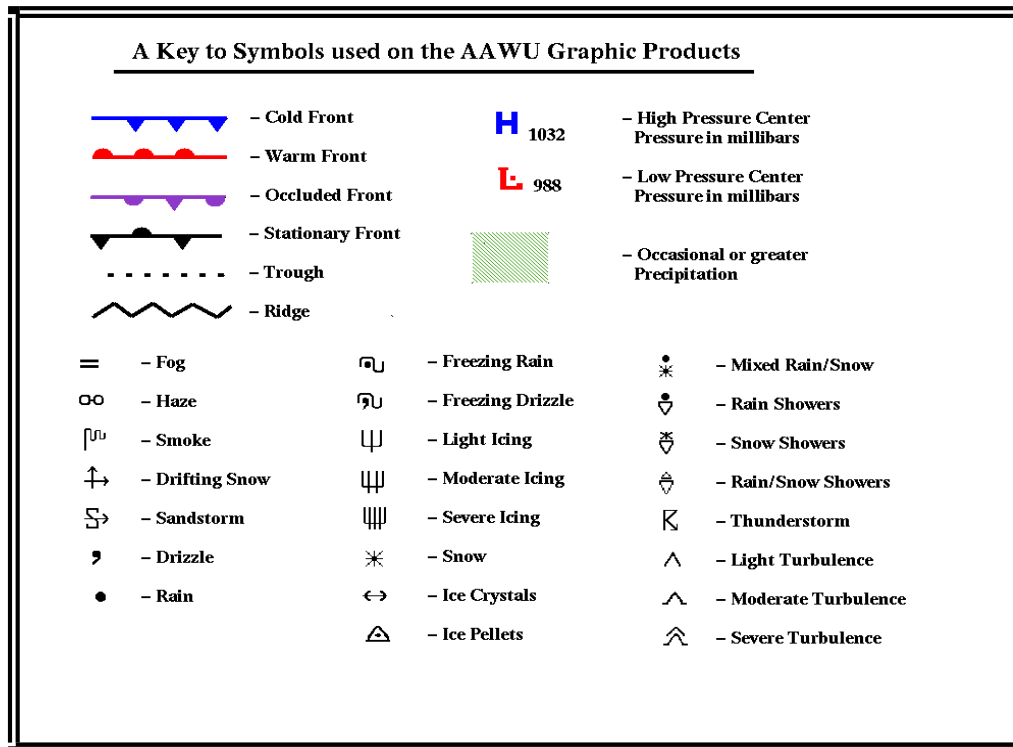 A Key to Symbols used on the AAWU Graphic Products
– Cold Front
– Warm Front
– Occluded Front
– Stationary Front
– Trough
– Ridge
H 1032
– High Pressure Center
Pressure in millibars
L 988
– Low Pressure Center
Pressure in millibars
– Occasional or greater
Precipitation
– Fog
– Haze
– Smoke
– Drifting Snow
– Sandstorm
– Drizzle
– Rain
– Freezing Rain
– Freezing Drizzle
– Light Icing
– Moderate Icing
– Severe Icing
– Snow
– Ice Crystals
– Ice Pellets
– Mixed Rain/Snow
– Rain Showers
– Snow Showers
– Rain/Snow Showers
– Thunderstorm
– Light Turbulence
– Moderate Turbulence
– Severe Turbulence